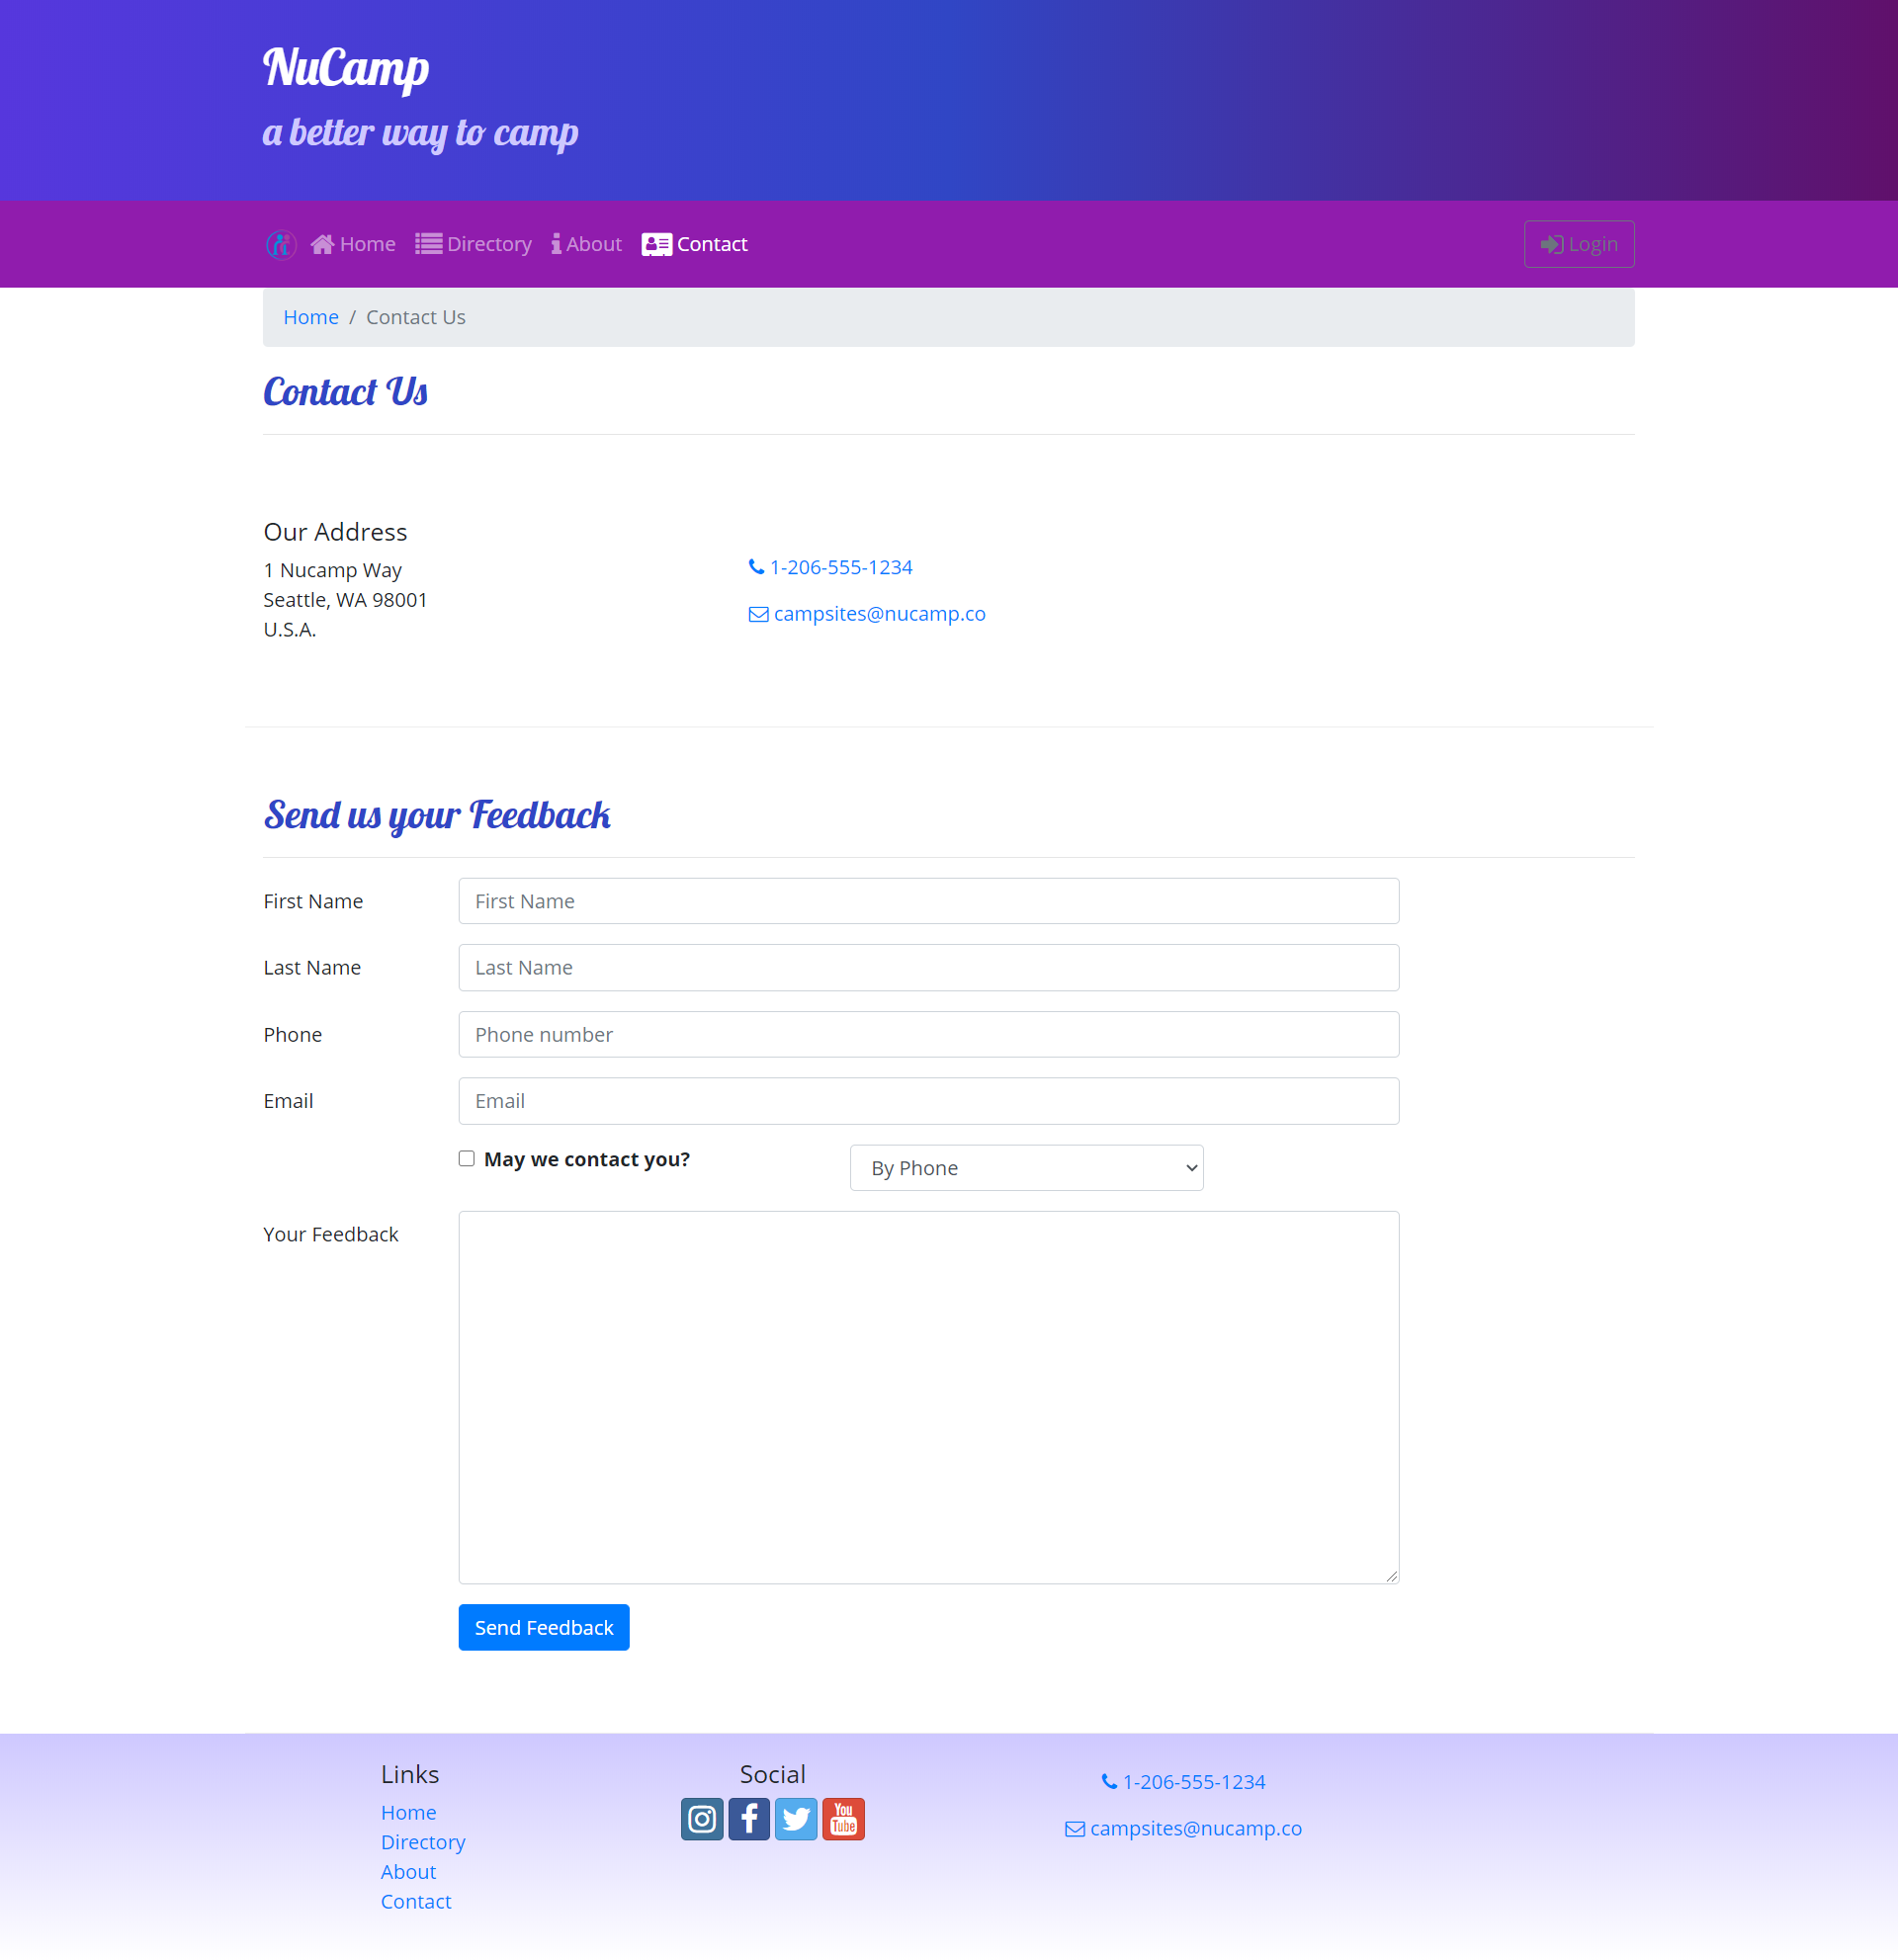 NuCamp
a better way to camp
Home Directory About Contact Login
Home / Contact Us
Contact Us
Our Address
1 Nucamp Way
Seattle, WA 98001
U.S.A.
1-206-555-1234
campsites@nucamp.co
Send us your Feedback
First Name First Name
Last Name Last Name
Phone Phone number
Email Email
May we contact you? By Phone
Your Feedback
Send Feedback
Links
Home
Directory
About
Contact
Social
You Tube
1-206-555-1234
campsites@nucamp.co